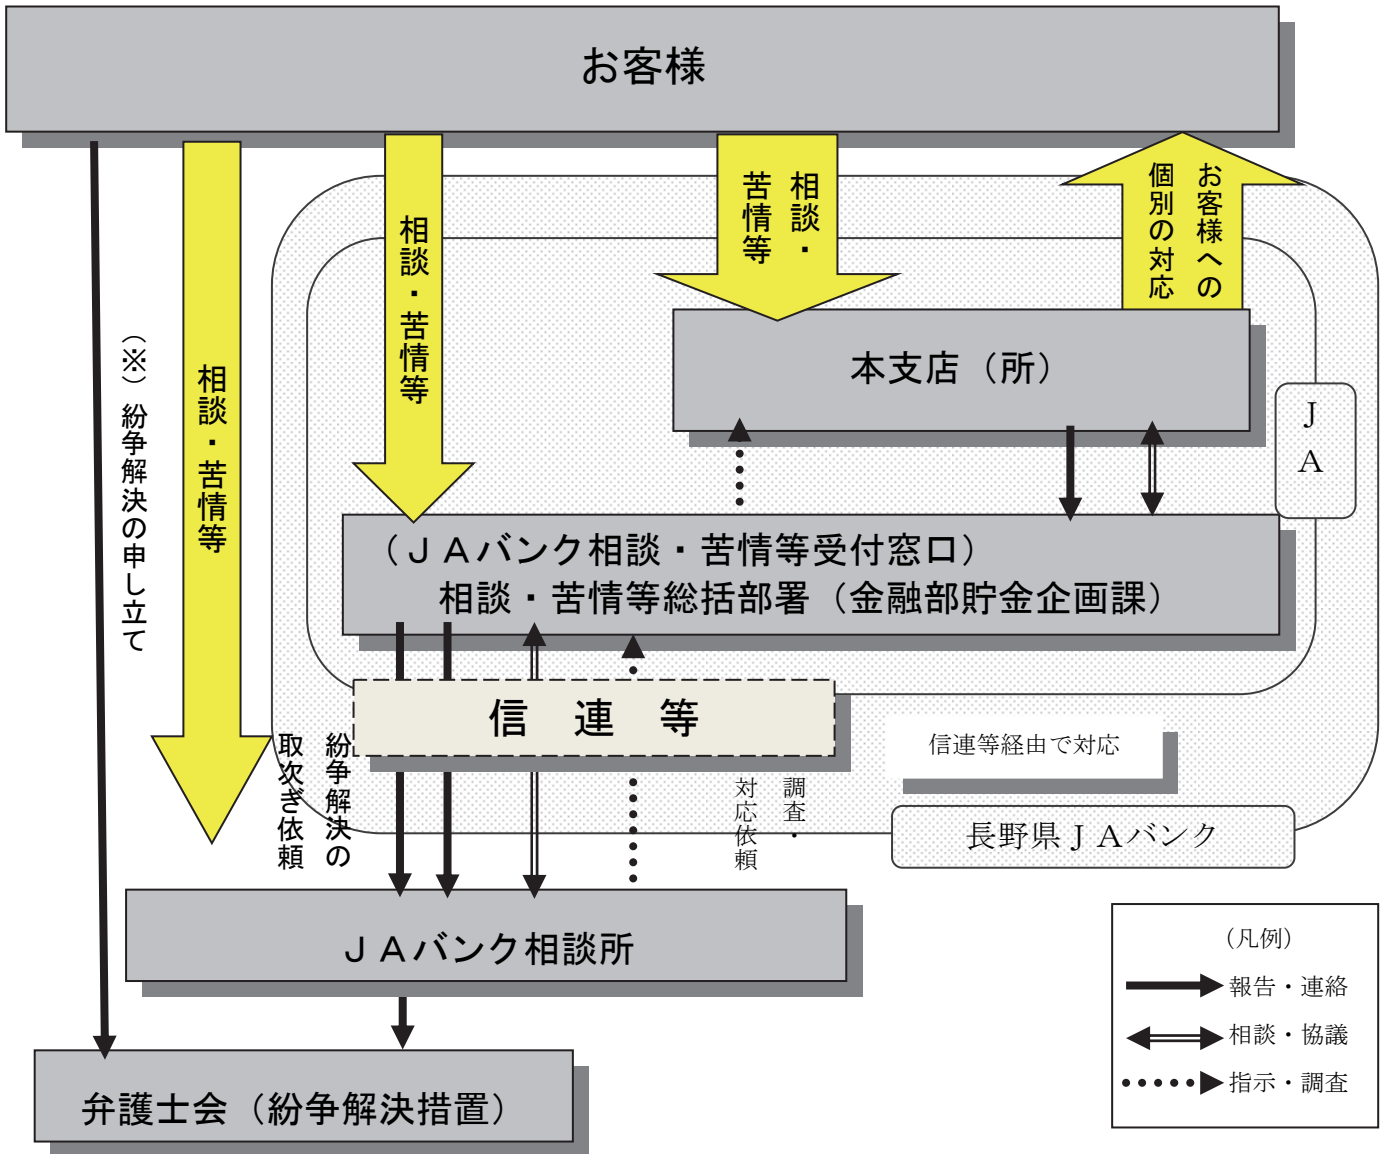 お客様
相談・
苦情等
お客様への
個別の対応
相談・苦情等
相談・苦情等
（※）紛争解決の申し立て
本支店（所）
ＪＡ
（ＪＡバンク相談・苦情等受付窓口）
相談・苦情等総括部署（金融部貯金企画課）
信　連　等
信連等経由で対応
紛争解決の
取次ぎ依頼
調査・
対応依頼
長野県ＪＡバンク
ＪＡバンク相談所
弁護士会（紛争解決措置）
（凡例）
報告・連絡
相談・協議
指示・調査